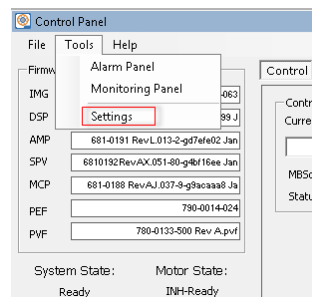 Control Panel
File Tools Help
Alarm Panel
Monitoring Panel
Settings
Firmw
IMG -063
DSP 99 J
AMP 681-0191 RevL.013-2-gd7efe02 Jan
SPV 6810192RevAX.051-80-g4bf16ee Jan
MCP 681-0188 RevAJ.037-9-g9acaaa8 Ja
PEF 790-0014-024
PVF 780-0133-500 Rev A.pvf
System State: Motor State:
Ready INH-Ready
Control
Contr
Curre
MBSc
Statu